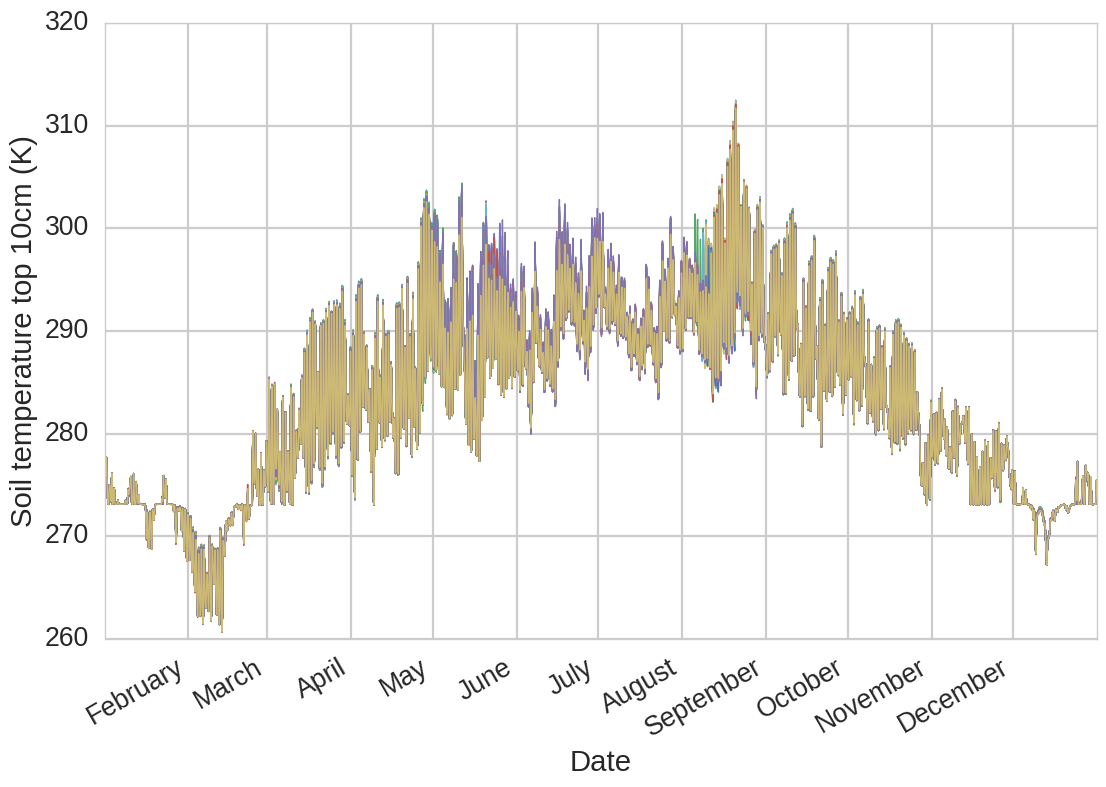 320
310
300
290
280
270
260
Soil temperature top 10cm (K)
February
March
April
May
June
July
August
September
October
November
December
Date